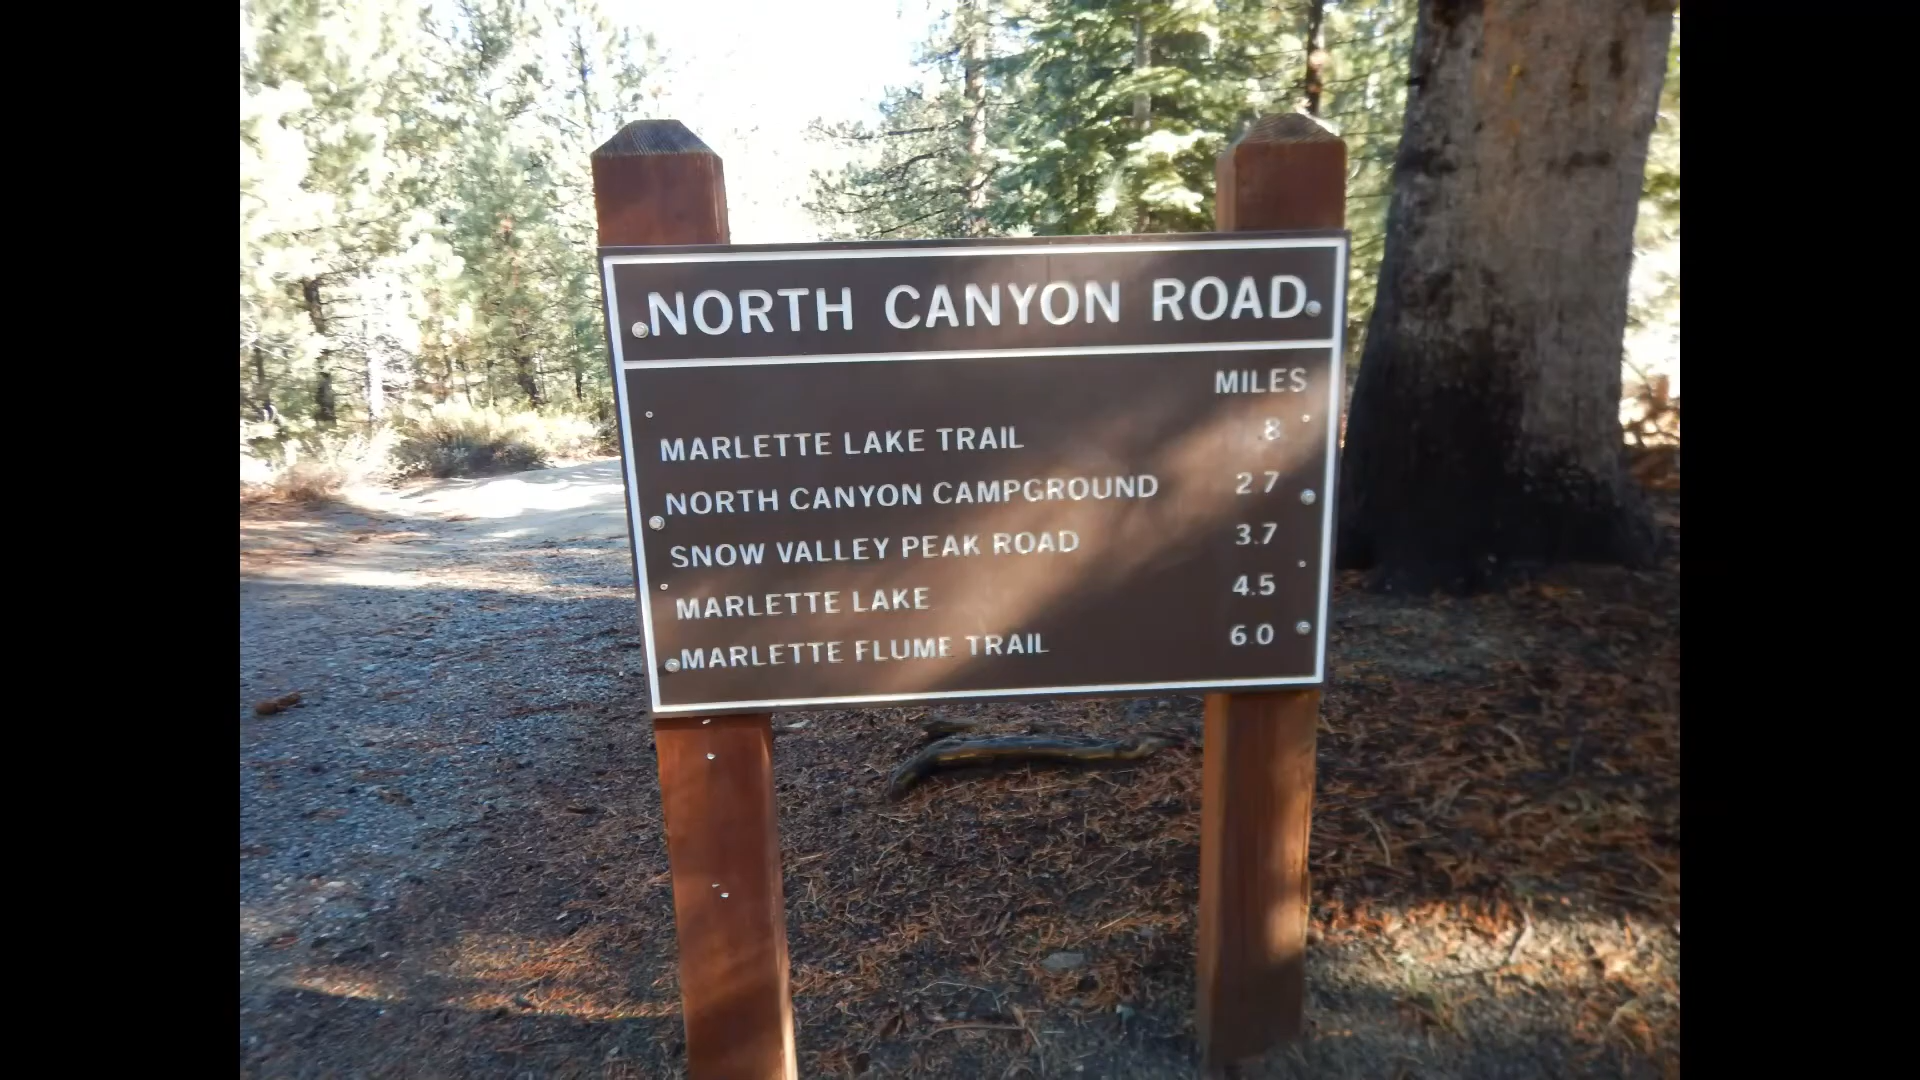 NORTH CANYON ROAD
MILES
MARLETTE LAKE TRAIL .8
NORTH CANYON CAMPGROUND 2.7
SNOW VALLEY PEAK ROAD 3.7
MARLETTE LAKE 4.5
MARLETTE FLUME TRAIL 6.0